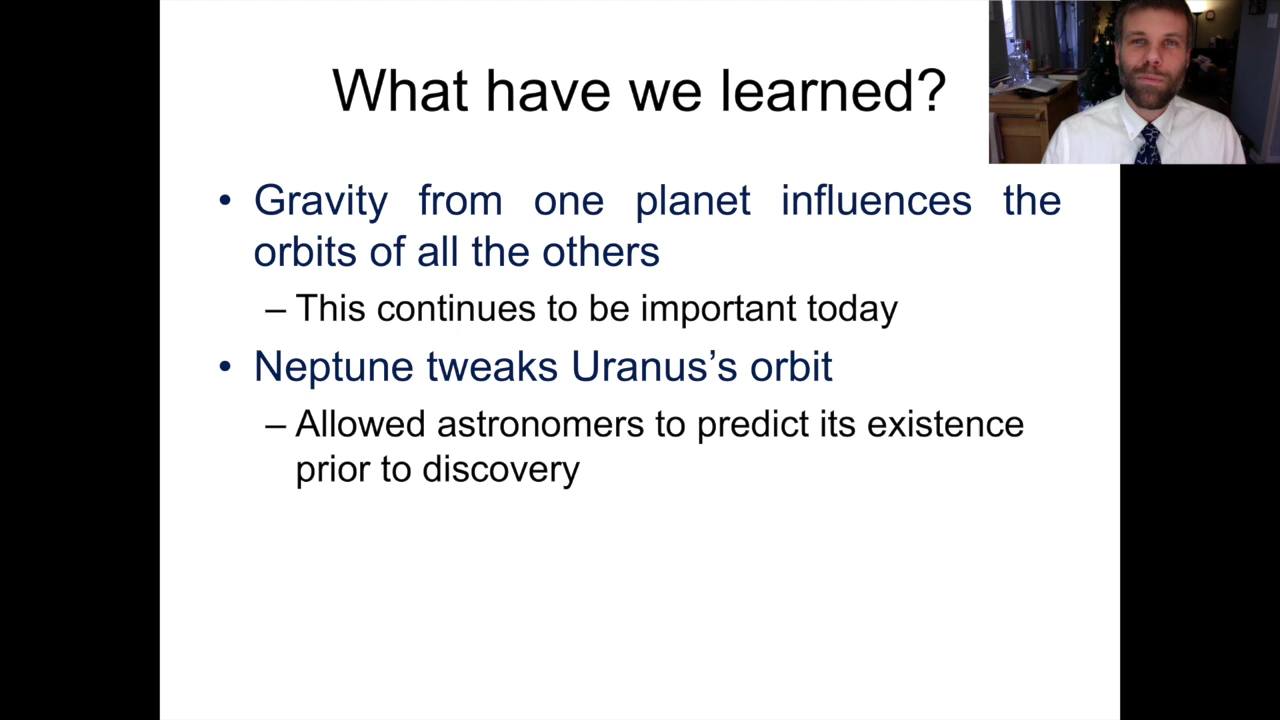 What have we learned?
• Gravity from one planet influences the
orbits of all the others
– This continues to be important today
• Neptune tweaks Uranus’s orbit
– Allowed astronomers to predict its existence
prior to discovery